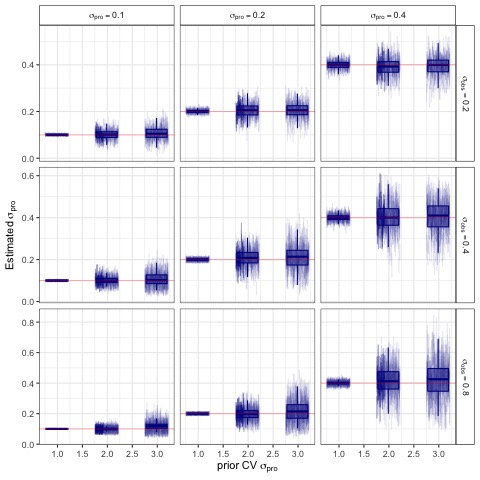 σpro = 0.1 σpro = 0.2 σpro = 0.4
Estimated σpro
0.4
0.2
0.0
σobs = 0.2
0.6
0.4
0.2
0.0
σobs = 0.4
0.8
0.6
0.4
0.2
0.0
σobs = 0.8
1.0 1.5 2.0 2.5 3.0 1.0 1.5 2.0 2.5 3.0 1.0 1.5 2.0 2.5 3.0
prior CV σpro